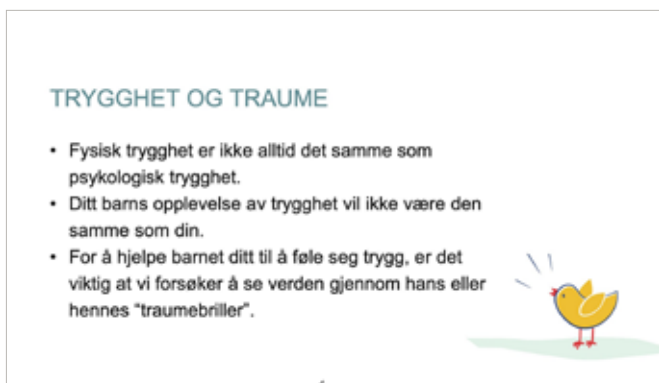 TRYGGHET OG TRAUME
• Fysisk trygghet er ikke alltid det samme som
psykologisk trygghet.
• Ditt barns opplevelse av trygghet vil ikke være den
samme som din.
• For å hjelpe barnet ditt til å føle seg trygg, er det
viktig at vi forsøker å se verden gjennom hans eller
hennes “traumebriller”.